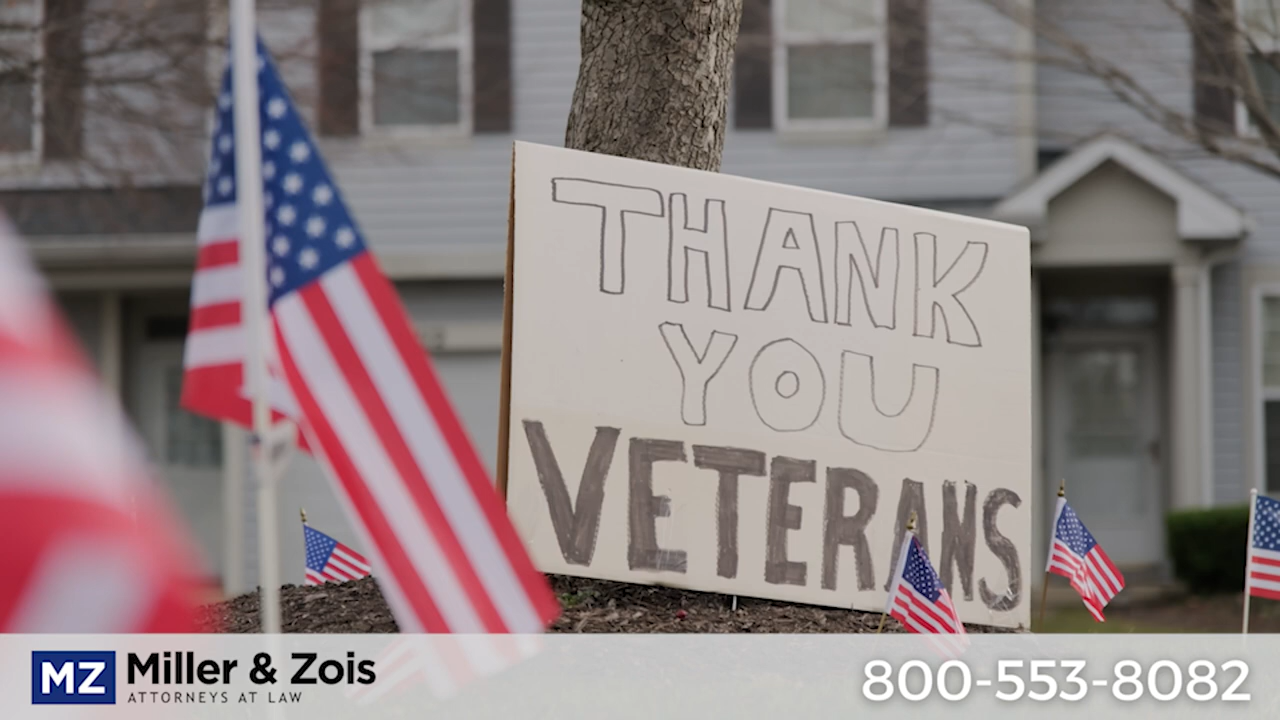 THANK
YOU
VETERANS
MZ
Miller & Zois
ATTORNEYS AT LAW
800-553-8082